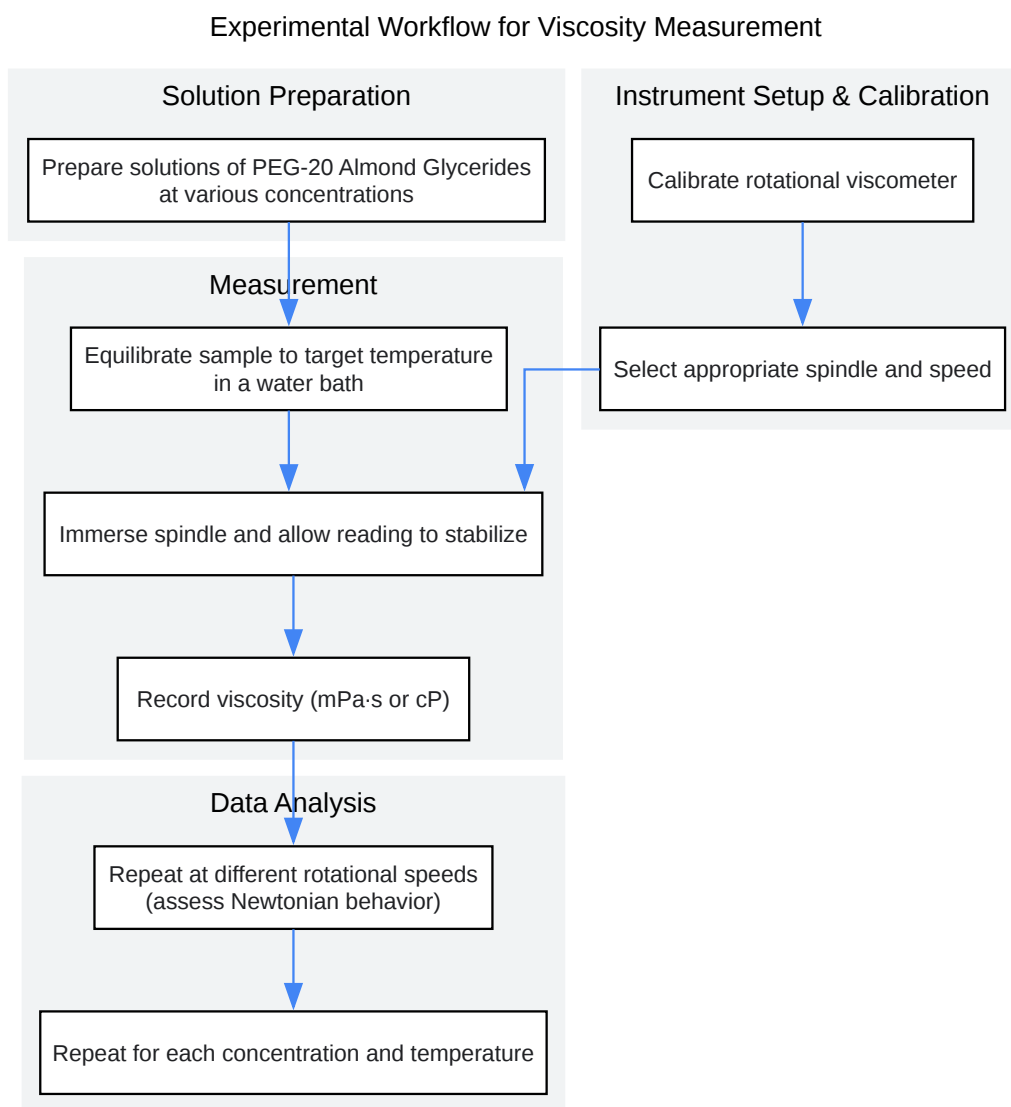 Experimental Workflow for Viscosity Measurement
Solution Preparation
Prepare solutions of PEG-20 Almond Glycerides
at various concentrations
Instrument Setup & Calibration
Calibrate rotational viscometer
Select appropriate spindle and speed
Measurement
Equilibrate sample to target temperature
in a water bath
Immerse spindle and allow reading to stabilize
Record viscosity (mPa·s or cP)
Data Analysis
Repeat at different rotational speeds
(assess Newtonian behavior)
Repeat for each concentration and temperature